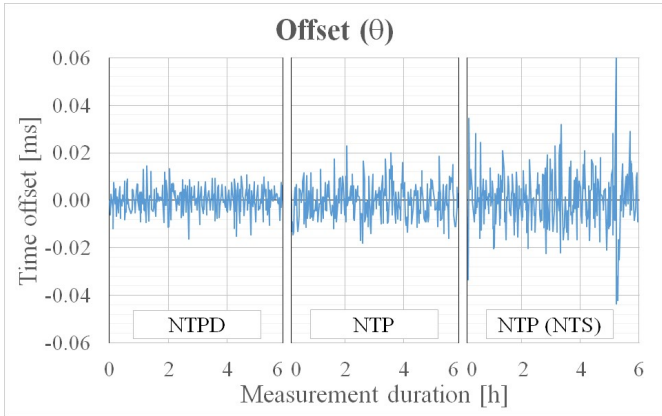 Offset (θ)
0.06
0.04
0.02
0.00
-0.02
-0.04
-0.06
Time offset [ms]
NTPD
NTP
NTP (NTS)
0 2 4 6 0 2 4 6 0 2 4 6
Measurement duration [h]